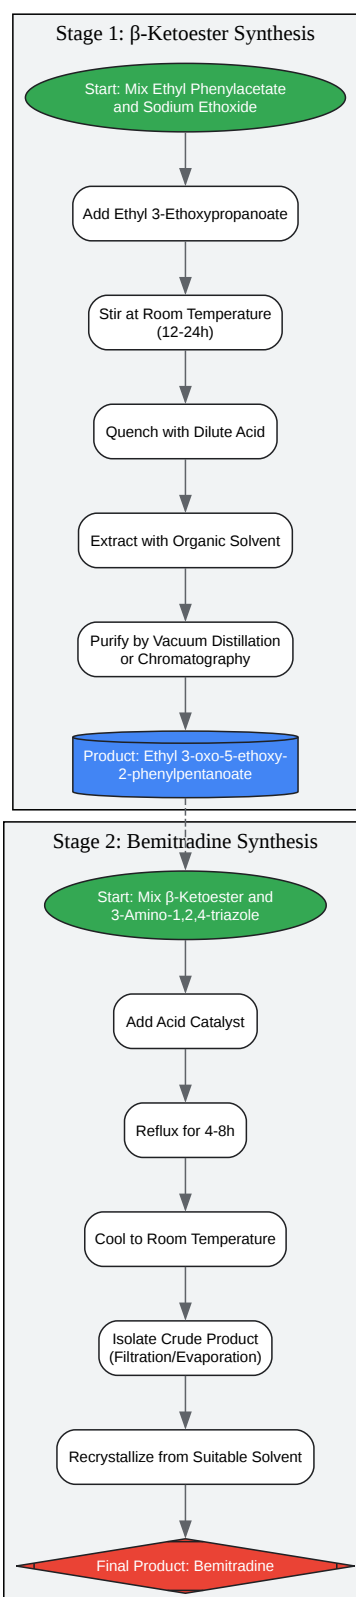 Stage 1: β-Ketoester Synthesis
Start: Mix Ethyl Phenylacetate
and Sodium Ethoxide
Add Ethyl 3-Ethoxypropanoate
Stir at Room Temperature
(12-24h)
Quench with Dilute Acid
Extract with Organic Solvent
Purify by Vacuum Distillation
or Chromatography
Product: Ethyl 3-oxo-5-ethoxy-
2-phenylpentanoate
Stage 2: Bemitradine Synthesis
Start: Mix β-Ketoester and
3-Amino-1,2,4-triazole
Add Acid Catalyst
Reflux for 4-8h
Cool to Room Temperature
Isolate Crude Product
(Filtration/Evaporation)
Recrystallize from Suitable Solvent
Final Product: Bemitradine